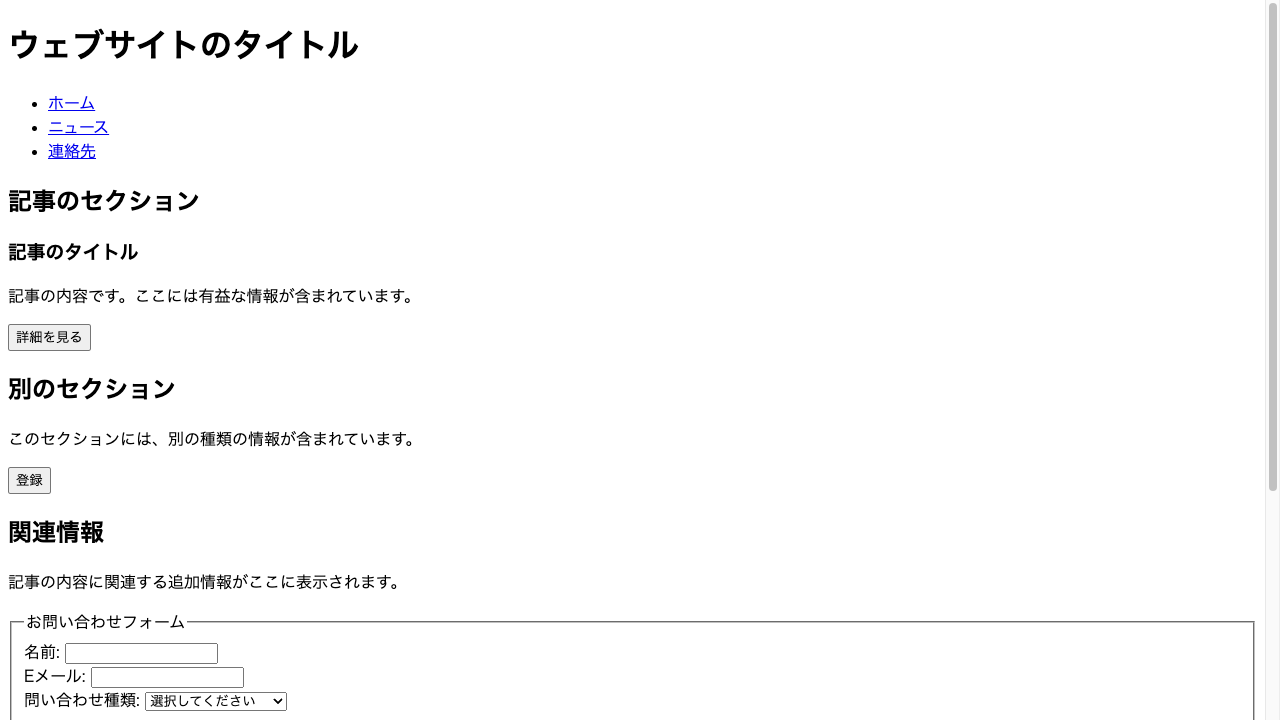 ウェブサイトのタイトル
ホーム
ニュース
連絡先
記事のセクション
記事のタイトル
記事の内容です。ここには有益な情報が含まれています。
詳細を見る
別のセクション
このセクションには、別の種類の情報が含まれています。
登録
関連情報
記事の内容に関連する追加情報がここに表示されます。
お問い合わせフォーム
名前:
Eメール:
問い合わせ種類: 選択してください